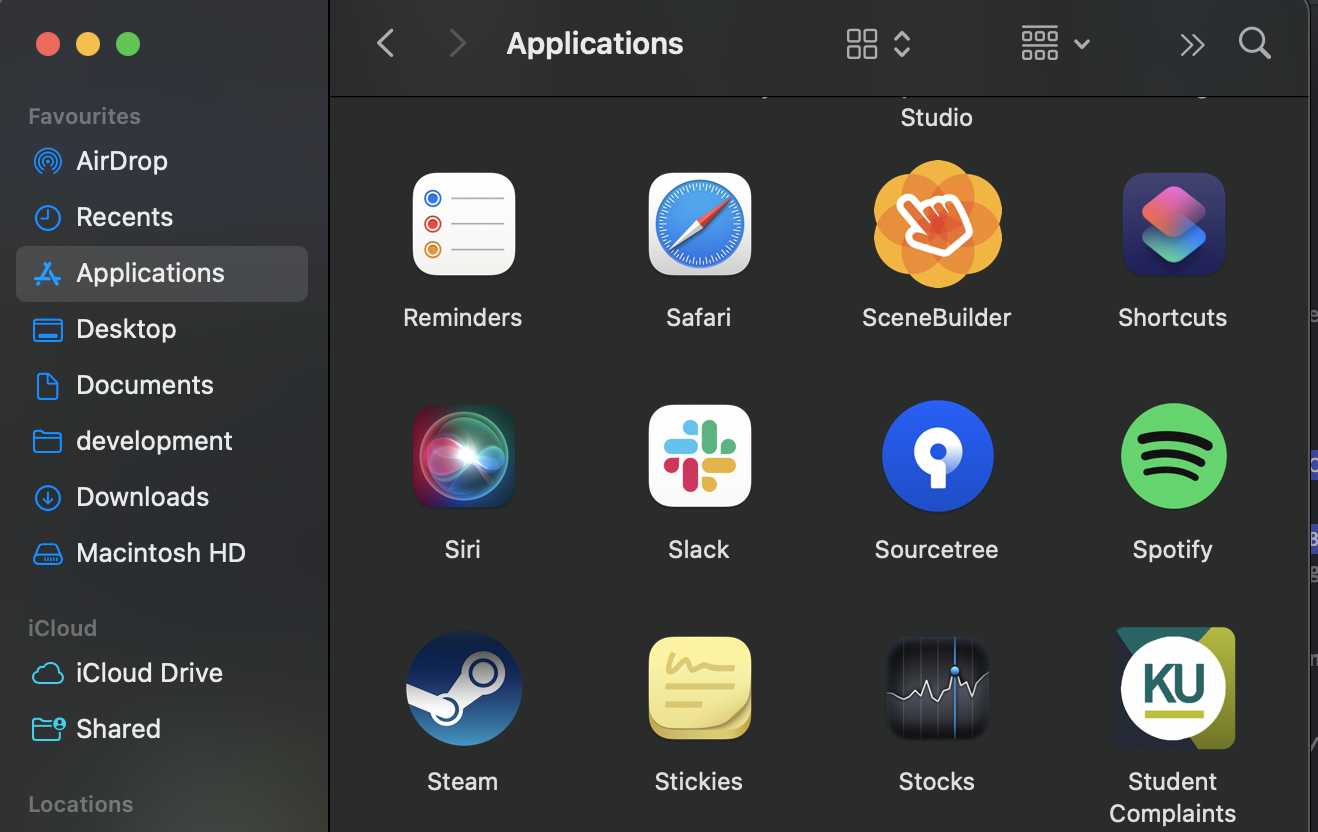 Applications
Favourites
AirDrop
Recents
Applications
Desktop
Documents
development
Downloads
Macintosh HD
iCloud
iCloud Drive
Shared
Locations
Studio
Reminders
Safari
SceneBuilder
Shortcuts
Siri
Slack
Sourcetree
Spotify
KU
Steam
Stickies
Stocks
Student
Complaints